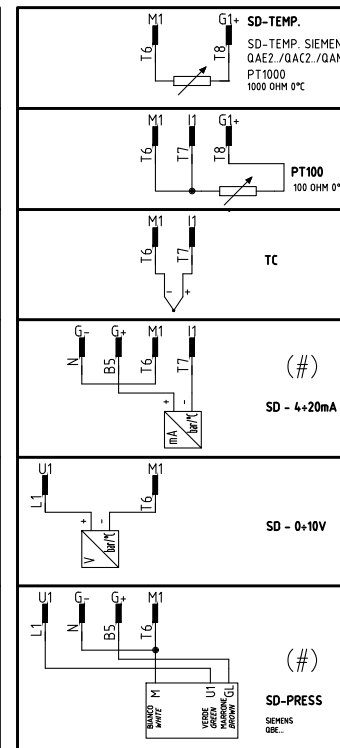 M1 G1+ SD-TEMP.
T6 T8 SD-TEMP. SIEMENS
QAE2../QAC2../QAM
PT1000
1000 OHM 0°C
M1 I1 G1+
T6 T7 T8
PT100
100 OHM 0°
M1 I1
T6 T7
TC
- +
G- G+ M1 I1
N B5 T6 T7
(#)
+ -
mA bar/°C
SD - 4÷20mA
U1 M1
L1 T6
+ -
V bar/°C
SD - 0÷10V
U1 G- G+ M1
L1 N B5 T6
(#)
M U1 GL
BIANCO
WHITE
VERDE
GREEN
MARRONE
BROWN
SD-PRESS
SIEMENS
QBE...